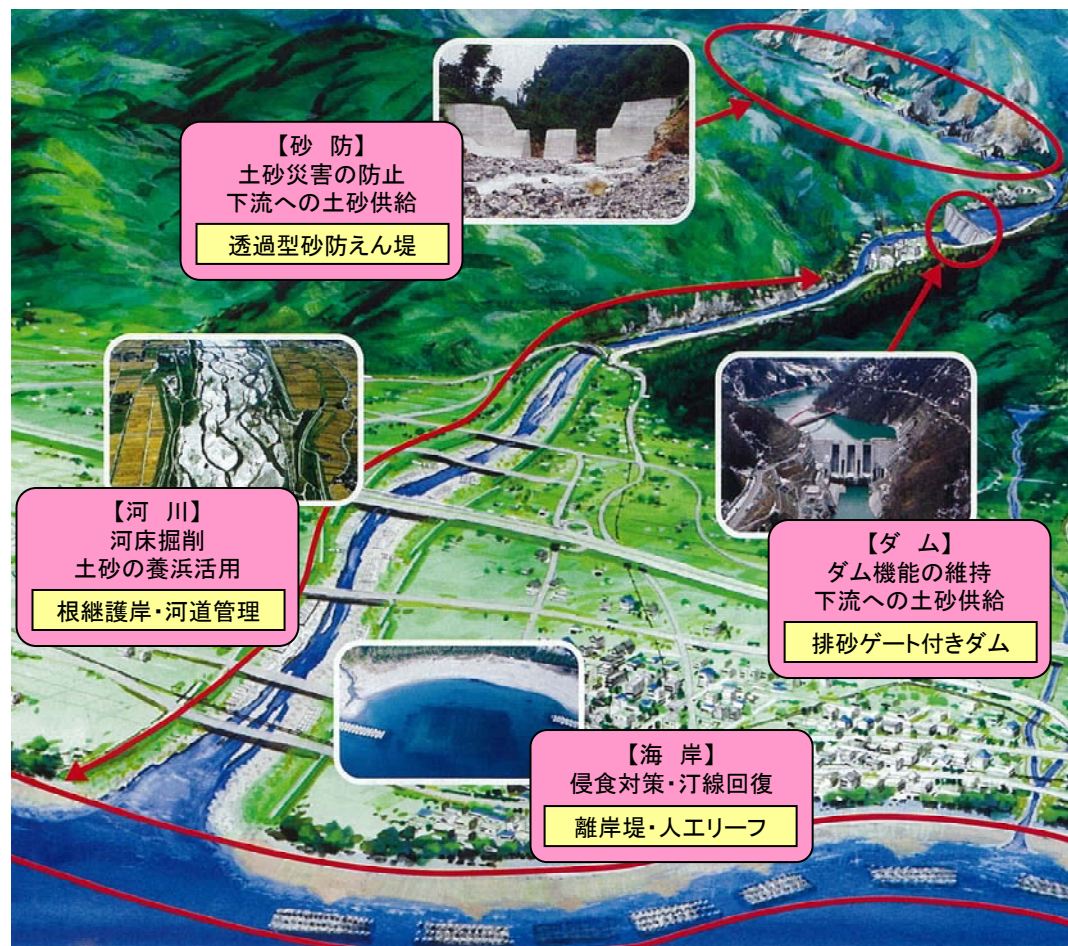 【砂 防】
土砂災害の防止
下流への土砂供給
透過型砂防えん堤
【河 川】
河床掘削
土砂の養浜活用
根継護岸・河道管理
【ダ ム】
ダム機能の維持
下流への土砂供給
排砂ゲート付きダム
【海 岸】
侵食対策・汀線回復
離岸堤・人工リーフ